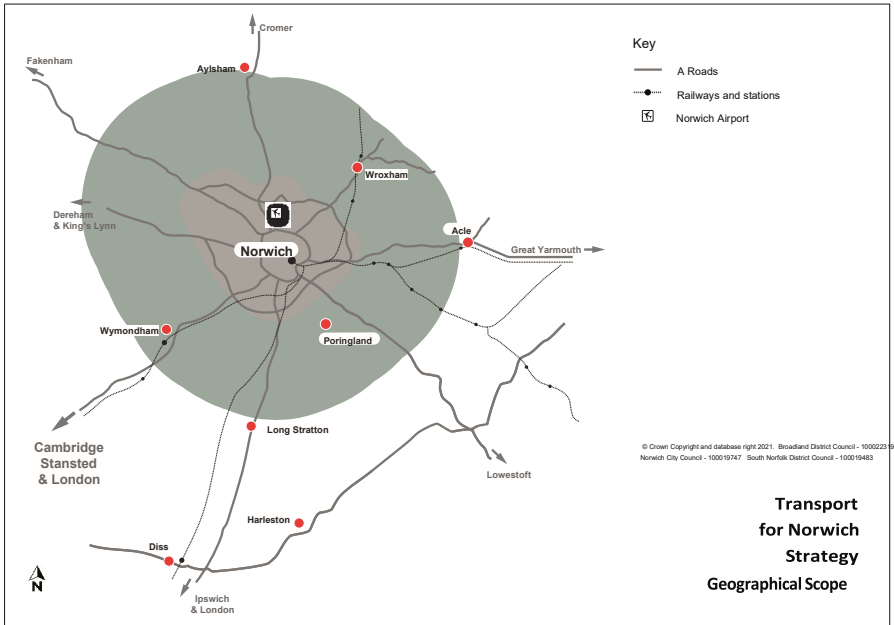 Cromer
Fakenham
Aylsham
Key
A Roads
Railways and stations
Norwich Airport
Wroxham
Dereham
& King's Lynn
Acle
Norwich
Great Yarmouth
Wymondham
Poringland
Long Stratton
Cambridge
Stansted
& London
Lowestoft
© Crown Copyright and database right 2021. Broadland District Council - 100022319
Norwich City Council - 100019747 South Norfolk District Council - 100019483
Transport
for Norwich
Strategy
Geographical Scope
Harleston
Diss
N
Ipswich
& London